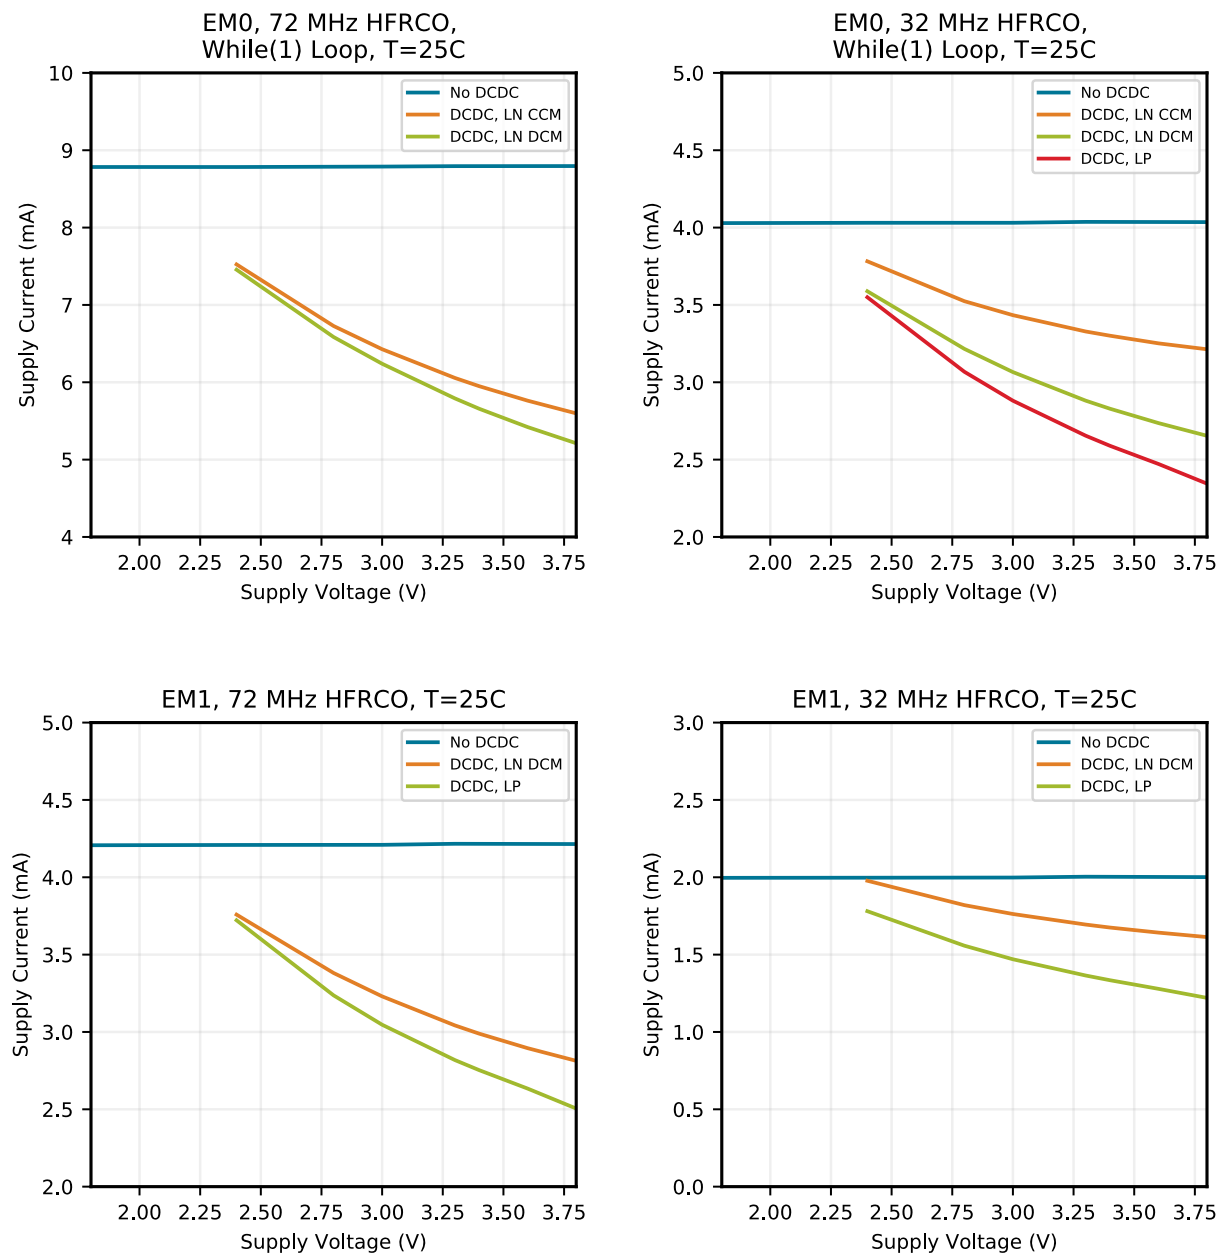 EM0, 72 MHz HFRCO,
While(1) Loop, T=25C
10
9
8
7
6
5
4
Supply Current (mA)
No DCDC
DCDC, LN CCM
DCDC, LN DCM
2.00 2.25 2.50 2.75 3.00 3.25 3.50 3.75
Supply Voltage (V)
EM0, 32 MHz HFRCO,
While(1) Loop, T=25C
5.0
4.5
4.0
3.5
3.0
2.5
2.0
Supply Current (mA)
No DCDC
DCDC, LN CCM
DCDC, LN DCM
DCDC, LP
2.00 2.25 2.50 2.75 3.00 3.25 3.50 3.75
Supply Voltage (V)
EM1, 72 MHz HFRCO, T=25C
5.0
4.5
4.0
3.5
3.0
2.5
2.0
Supply Current (mA)
No DCDC
DCDC, LN DCM
DCDC, LP
2.00 2.25 2.50 2.75 3.00 3.25 3.50 3.75
Supply Voltage (V)
EM1, 32 MHz HFRCO, T=25C
3.0
2.5
2.0
1.5
1.0
0.5
0.0
Supply Current (mA)
No DCDC
DCDC, LN DCM
DCDC, LP
2.00 2.25 2.50 2.75 3.00 3.25 3.50 3.75
Supply Voltage (V)